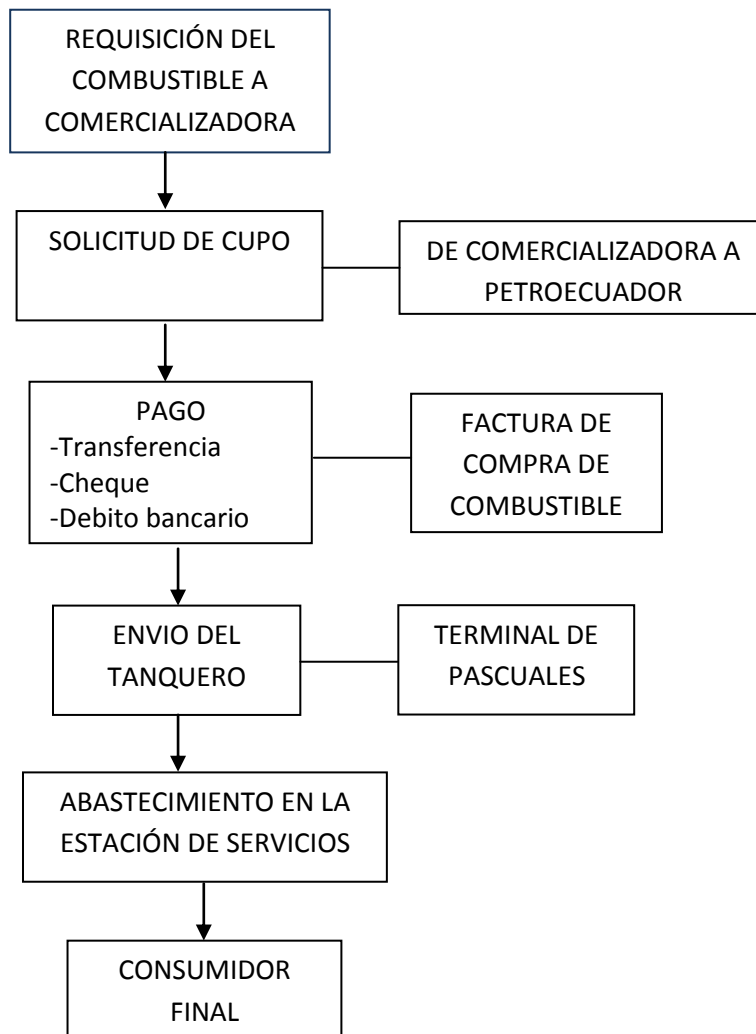 REQUISICIÓN DEL
COMBUSTIBLE A
COMERCIALIZADORA
SOLICITUD DE CUPO
DE COMERCIALIZADORA A
PETROECUADOR
PAGO
-Transferencia
-Cheque
-Debito bancario
FACTURA DE
COMPRA DE
COMBUSTIBLE
ENVIO DEL
TANQUERO
TERMINAL DE
PASCUALES
ABASTECIMIENTO EN LA
ESTACIÓN DE SERVICIOS
CONSUMIDOR
FINAL